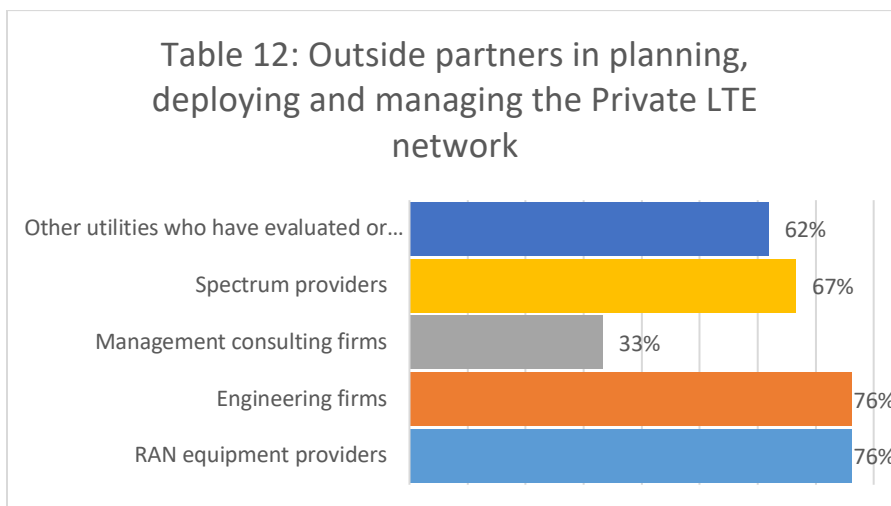 Table 12: Outside partners in planning,
deploying and managing the Private LTE
network
Other utilities who have evaluated or...
62%
Spectrum providers
67%
Management consulting firms
33%
Engineering firms
76%
RAN equipment providers
76%